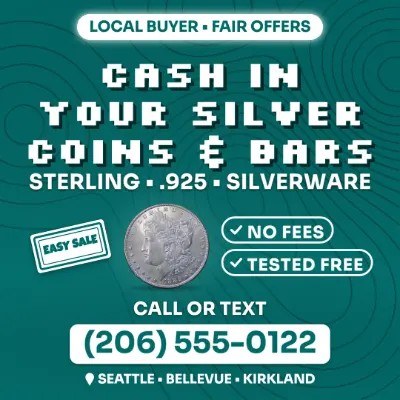 LOCAL BUYER • FAIR OFFERS
CASH IN
YOUR SILVER
COINS & BARS
STERLING • .925 • SILVERWARE
EASY SALE
✓ NO FEES
✓ TESTED FREE
CALL OR TEXT
(206) 555-0122
SEATTLE • BELLEVUE • KIRKLAND